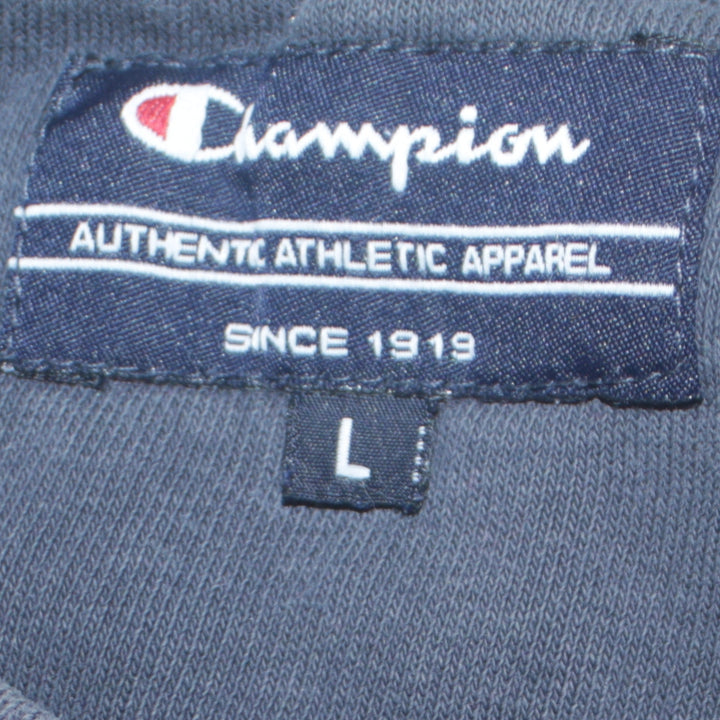 Champion
AUTHENTIC ATHLETIC APPAREL
SINCE 1919
L